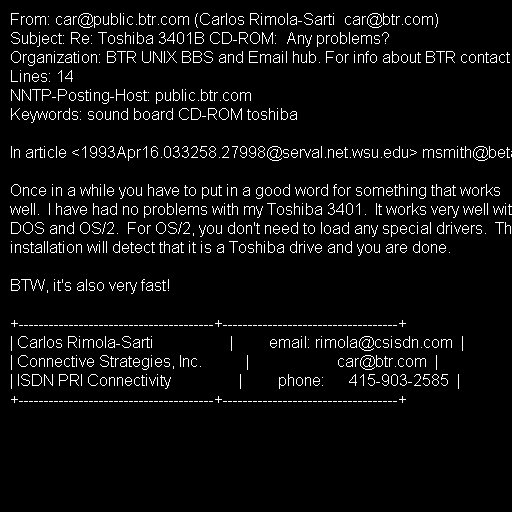 From: car@public.btr.com (Carlos Rimola-Sarti  car@btr.com)
Subject: Re: Toshiba 3401B CD-ROM:  Any problems?
Organization: BTR UNIX BBS and Email hub. For info about BTR contact
Lines: 14
NNTP-Posting-Host: public.btr.com
Keywords: sound board CD-ROM toshiba

In article <1993Apr16.033258.27998@serval.net.wsu.edu> msmith@beta

Once in a while you have to put in a good word for something that works
well.  I have had no problems with my Toshiba 3401.  It works very well wit
DOS and OS/2.  For OS/2, you don't need to load any special drivers.  Th
installation will detect that it is a Toshiba drive and you are done.

BTW, it's also very fast!

+---------------------------------------+-----------------------------------+
| Carlos Rimola-Sarti                   |         email: rimola@csisdn.com  |
| Connective Strategies, Inc.           |                      car@btr.com  |
| ISDN PRI Connectivity                 |         phone:      415-903-2585  |
+---------------------------------------+-----------------------------------+